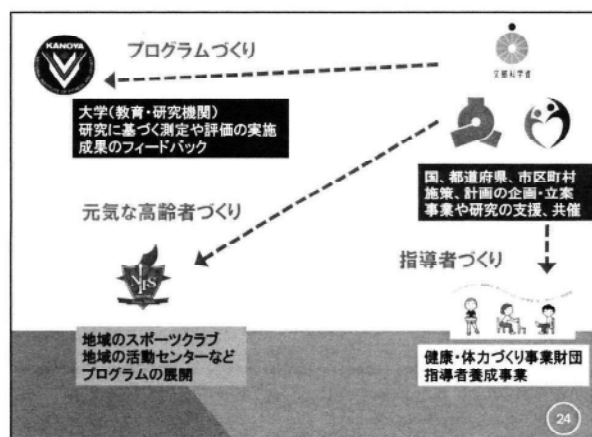 KANOYA
プログラムづくり
文部科学省
大学(教育・研究機関)
研究に基づく測定や評価の実施
成果のフィードバック
国、都道府県、市区町村
施策、計画の企画・立案
事業や研究の支援、共催
元気な高齢者づくり
指導者づくり
NIFS
地域のスポーツクラブ
地域の活動センターなど
プログラムの展開
健康・体力づくり事業財団
指導者養成事業
24